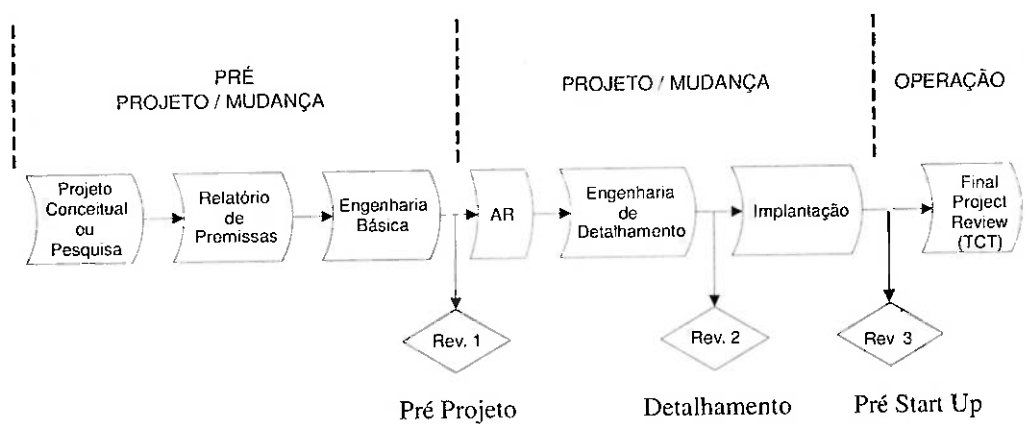 PRÉ
PROJETO / MUDANÇA
PROJETO / MUDANÇA
OPERAÇÃO
Projeto
Conceitual
ou
Pesquisa
Relatório
de
Premissas
Engenharia
Básica
AR
Engenharia
de
Detalhamento
Implantação
Final
Project
Review
(TCT)
Rev. 1
Rev. 2
Rev 3
Pré Projeto
Detalhamento
Pré Start Up